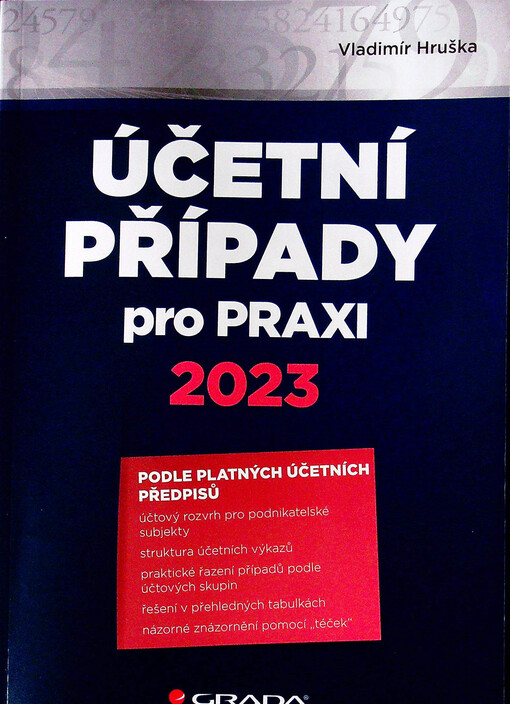 Vladimír Hruška
ÚČETNÍ
PŘÍPADY
pro PRAXI
2023
PODLE PLATNÝCH ÚČETNÍCH
PŘEDPISŮ
účtový rozvrh pro podnikatelské
subjekty
struktura účetních výkazů
praktické řazení případů podle
účtových skupin
řešení v přehledných tabulkách
názorné znázornění pomocí „téček“
GRADA®